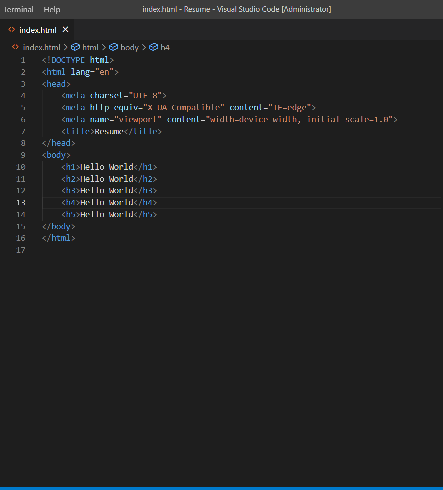 Terminal Help index.html - Resume - Visual Studio Code [Administrator]
index.html
index.html > html > body > h4
1 <!DOCTYPE html>
2 <html lang="en">
3 <head>
4 <meta charset="UTF-8">
5 <meta http-equiv="X-UA-Compatible" content="IE=edge">
6 <meta name="viewport" content="width=device-width, initial-scale=1.0">
7 <title>Resume</title>
8 </head>
9 <body>
10 <h1>Hello World</h1>
11 <h2>Hello World</h2>
12 <h3>Hello World</h3>
13 <h4>Hello World</h4>
14 <h5>Hello World</h5>
15 </body>
16 </html>
17